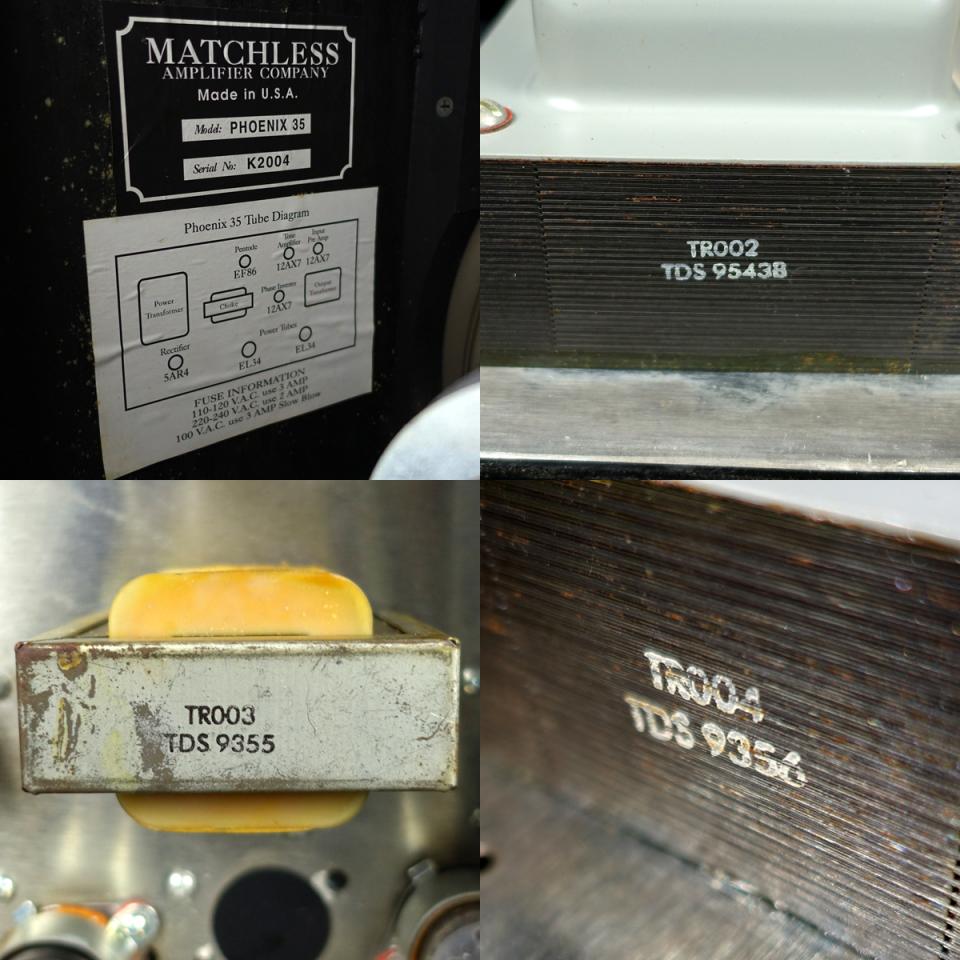 MATCHLESS
AMPLIFIER COMPANY
Made in U.S.A.
Model: PHOENIX 35
Serial No: K2004
Phoenix 35 Tube Diagram
Pentode
EF86
Tone
Amplifier
12AX7
Input
Pre Amp
12AX7
Power
Transformer
Choke
Phase Inverter
12AX7
Output
Transformer
Rectifier
5AR4
Power Tubes
EL34
EL34
FUSE INFORMATION
110-120 V.A.C. use 3 AMP
220-240 V.A.C. use 2 AMP
100 V.A.C. use 3 AMP Slow Blow
TR002
TDS 9543B
TR003
TDS 9355
TR004
TDS 9356